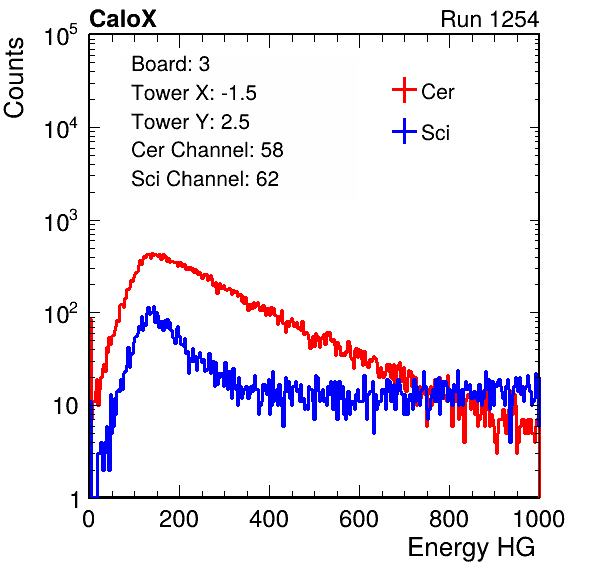 CaloX Run 1254
Counts
10^5
10^4
10^3
10^2
10
1
Board: 3
Tower X: -1.5
Tower Y: 2.5
Cer Channel: 58
Sci Channel: 62
Cer
Sci
0 200 400 600 800 1000
Energy HG